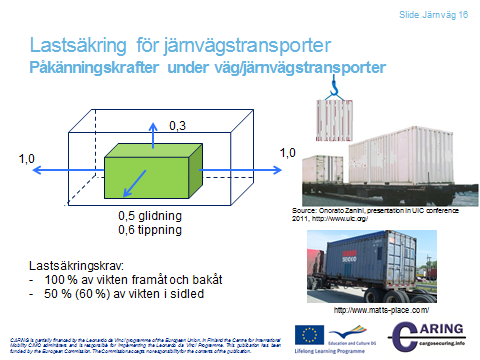 Slide Järnväg 16
Lastsäkring för järnvägstransporter
Påkänningskrafter under väg/järnvägstransporter
0,3
1,0
1,0
0,5 glidning
0,6 tippning
Source: Onorato Zanini, presentation in UIC conference
2011, http://www.uic.org/
Lastsäkringskrav:
- 100 % av vikten framåt och bakåt
- 50 % (60 %) av vikten i sidled
http://www.matts-place.com/
CARING is partially financed by the Leonardo da Vinci programme of the European Union. In Finland the Centre for International
Mobility CIMO administers and is responsible for implementing the Leonardo da Vinci Programme. This publication has been
funded by the European Commission. The Commission accepts no responsibility for the contents of the publication.
Education and Culture DG
Lifelong Learning Programme
CARING
cargosecuring.info